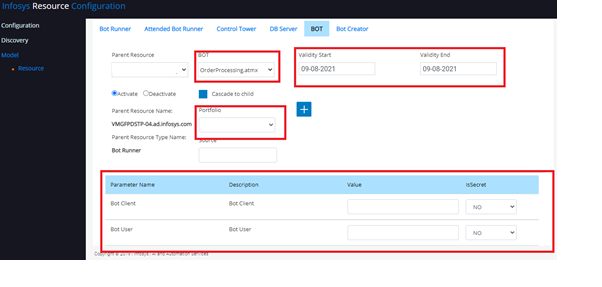 Infosys Resource Configuration
Configuration
Discovery
Model
Resource
Bot Runner Attended Bot Runner Control Tower DB Server BOT Bot Creator
Parent Resource BOT Validity Start Validity End
OrderProcessing.atmx 09-08-2021 09-08-2021
Activate Deactivate Cascade to child
Parent Resource Name: Portfolio
VMGFPDSTP-04.ad.infosys.com
Parent Resource Type Name: Source
Bot Runner
Parameter Name Description Value IsSecret
Bot Client Bot Client NO
Bot User Bot User NO
Copyright © 2019 - Infosys - AI and Automation Services